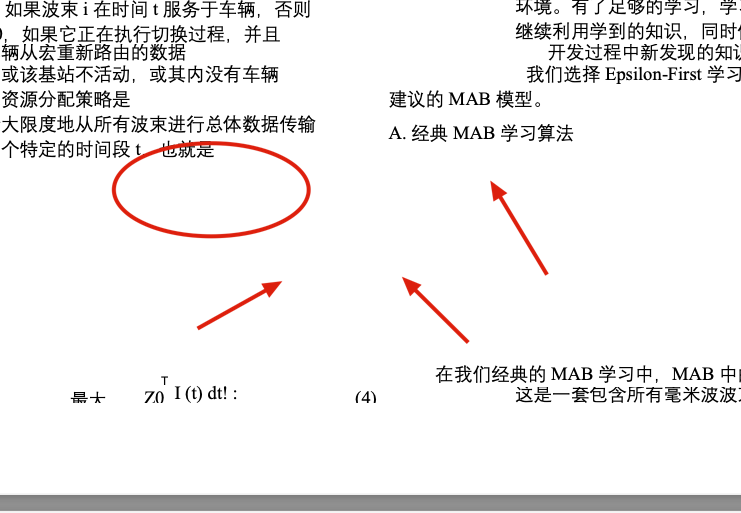 如果波束 i 在时间 t 服务于车辆，否则
，如果它正在执行切换过程，并且
辆从宏重新路由的数据
或该基站不活动，或其内没有车辆
资源分配策略是
大限度地从所有波束进行总体数据传输
个特定的时间段 t，也就是
最大 Z0 T I (t) dt! : (4)
环境。有了足够的学习，学
继续利用学到的知识，同时
开发过程中新发现的知
我们选择 Epsilon-First 学习
建议的 MAB 模型。
A. 经典 MAB 学习算法
在我们经典的 MAB 学习中，MAB 中
这是一套包含所有毫米波波